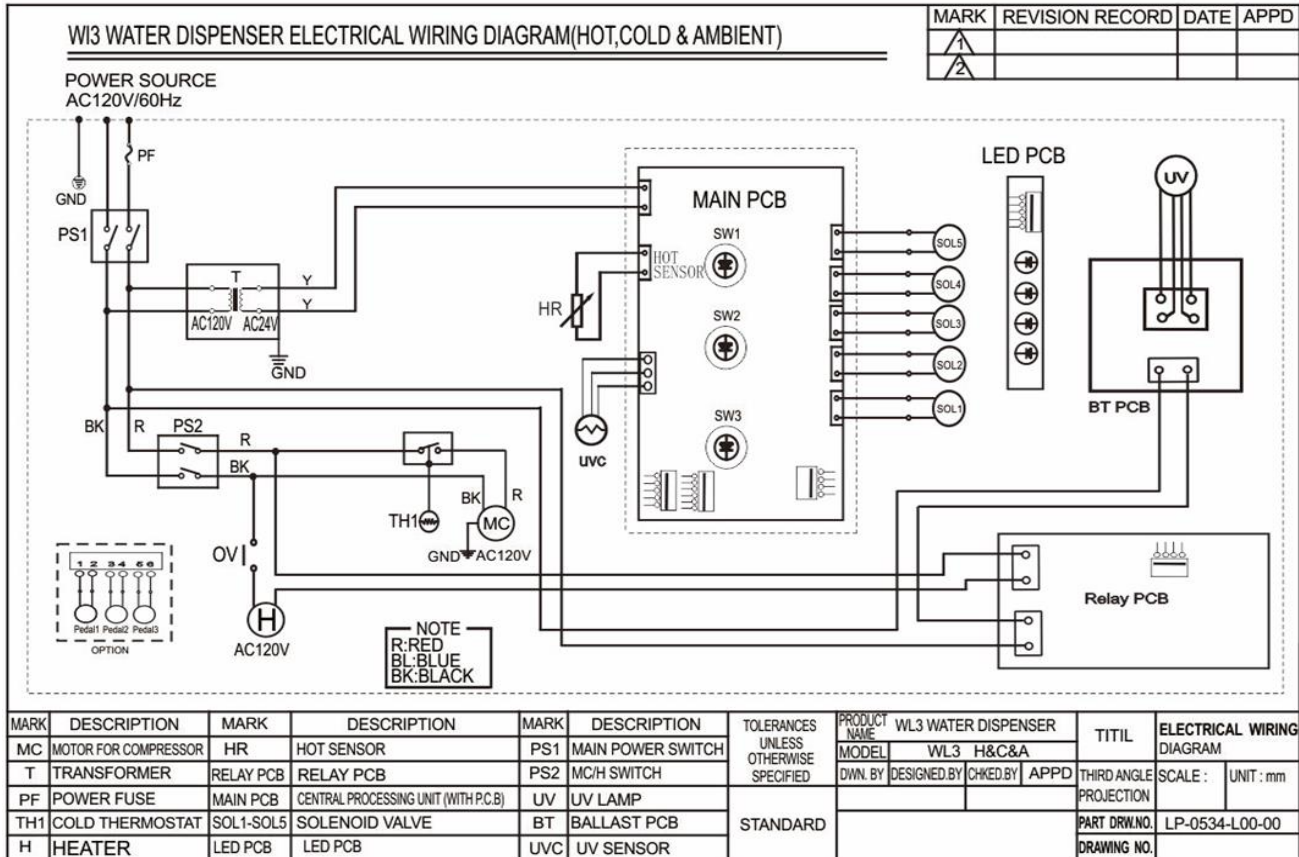 WI3 WATER DISPENSER ELECTRICAL WIRING DIAGRAM(HOT,COLD & AMBIENT)
MARK REVISION RECORD DATE APPD
1
2
POWER SOURCE
AC120V/60Hz
PF
GND
PS1
T
AC120V AC24V
Y
Y
GND
MAIN PCB
SW1
HOT
SENSOR
HR
SW2
SW3
UVC
SOL5
SOL4
SOL3
SOL2
SOL1
LED PCB
UV
BT PCB
BK R PS2
R
BK
TH1
BK R
MC
GND AC120V
OV
H
AC120V
1 2 3 4 5 6
Pedal1 Pedal2 Pedal3
OPTION
NOTE
R:RED
BL:BLUE
BK:BLACK
Relay PCB
MARK DESCRIPTION MARK DESCRIPTION MARK DESCRIPTION
MC MOTOR FOR COMPRESSOR HR HOT SENSOR PS1 MAIN POWER SWITCH
T TRANSFORMER RELAY PCB RELAY PCB PS2 MC/H SWITCH
PF POWER FUSE MAIN PCB CENTRAL PROCESSING UNIT (WITH P.C.B) UV UV LAMP
TH1 COLD THERMOSTAT SOL1-SOL5 SOLENOID VALVE BT BALLAST PCB
H HEATER LED PCB LED PCB UVC UV SENSOR
TOLERANCES
UNLESS
OTHERWISE
SPECIFIED
STANDARD
PRODUCT NAME WL3 WATER DISPENSER
MODEL WL3 H&C&A
DWN. BY DESIGNED.BY CHKED.BY APPD
TITIL ELECTRICAL WIRING
DIAGRAM
THIRD ANGLE PROJECTION SCALE : UNIT : mm
PART DRW.NO. LP-0534-L00-00
DRAWING NO.